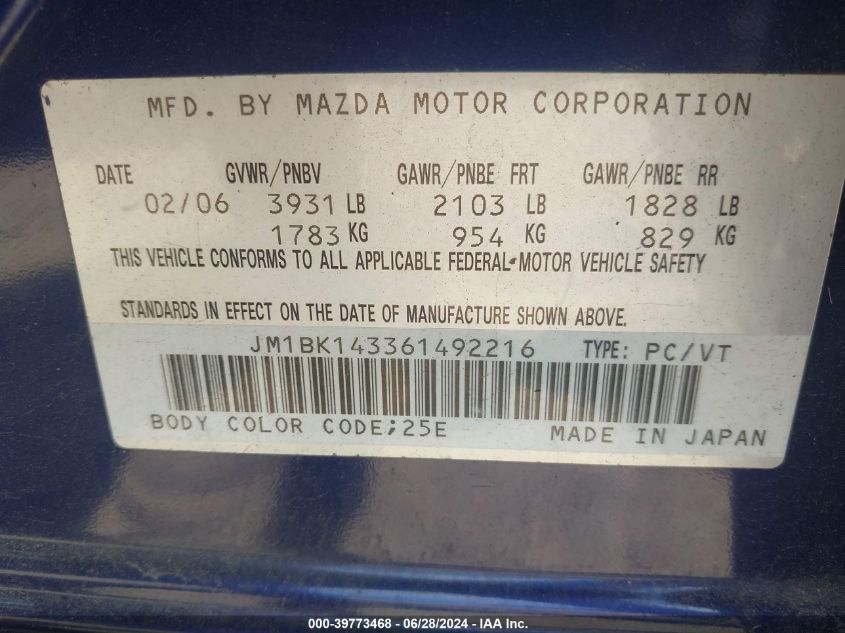 MFD. BY MAZDA MOTOR CORPORATION
DATE GVWR/PNBV GAWR/PNBE FRT GAWR/PNBE RR
02/06 3931 LB 2103 LB 1828 LB
1783 KG 954 KG 829 KG
THIS VEHICLE CONFORMS TO ALL APPLICABLE FEDERAL MOTOR VEHICLE SAFETY
STANDARDS IN EFFECT ON THE DATE OF MANUFACTURE SHOWN ABOVE.
JM1BK143361492216 TYPE: PC/VT
BODY COLOR CODE;25E MADE IN JAPAN
000-39773468 - 06/28/2024 - IAA Inc.